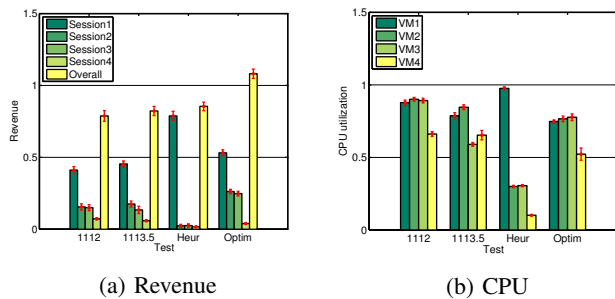 1.5
1
0.5
0
Revenue
Session1
Session2
Session3
Session4
Overall
1112 1113.5 Heur Optim
Test
(a) Revenue
1.5
1
0.5
0
CPU utilization
VM1
VM2
VM3
VM4
1112 1113.5 Heur Optim
Test
(b) CPU